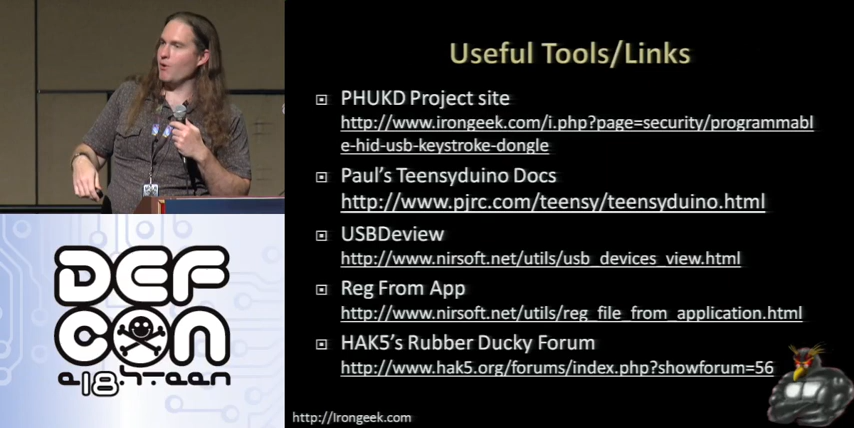 Useful Tools/Links
PHUKD Project site
http://www.irongeek.com/i.php?page=security/programmabl
e-hid-usb-keystroke-dongle
Paul's Teensyduino Docs
http://www.pjrc.com/teensy/teensyduino.html
USBDeview
http://www.nirsoft.net/utils/usb_devices_view.html
Reg From App
http://www.nirsoft.net/utils/reg_file_from_application.html
HAK5's Rubber Ducky Forum
http://www.hak5.org/forums/index.php?showforum=56
http://Irongeek.com
DEF
CON
e18hteen